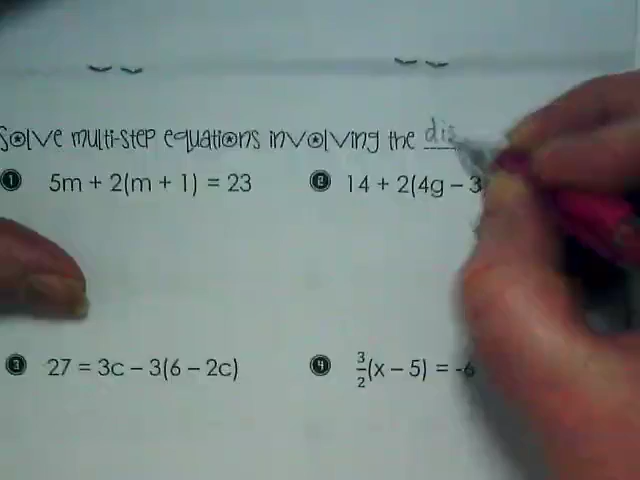 Solve multi-step equations involving the dis
1 5m + 2(m + 1) = 23
2 14 + 2(4g – 3
3 27 = 3c – 3(6 – 2c)
4 3/2(x – 5) = -6